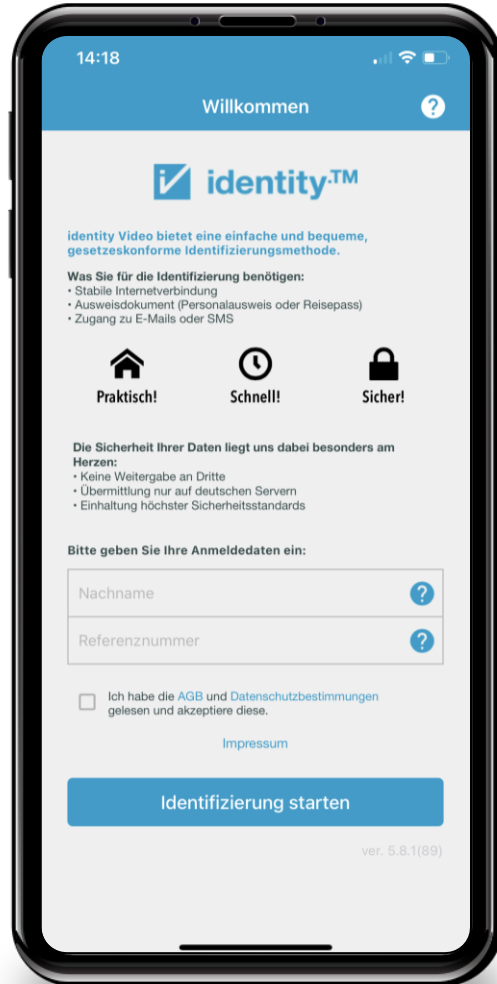 14:18
Willkommen ?
identity.™
identity Video bietet eine einfache und bequeme,
gesetzeskonforme Identifizierungsmethode.
Was Sie für die Identifizierung benötigen:
• Stabile Internetverbindung
• Ausweisdokument (Personalausweis oder Reisepass)
• Zugang zu E-Mails oder SMS
Praktisch! Schnell! Sicher!
Die Sicherheit Ihrer Daten liegt uns dabei besonders am
Herzen:
• Keine Weitergabe an Dritte
• Übermittlung nur auf deutschen Servern
• Einhaltung höchster Sicherheitsstandards
Bitte geben Sie Ihre Anmeldedaten ein:
Nachname ?
Referenznummer ?
Ich habe die AGB und Datenschutzbestimmungen
gelesen und akzeptiere diese.
Impressum
Identifizierung starten
ver. 5.8.1(89)